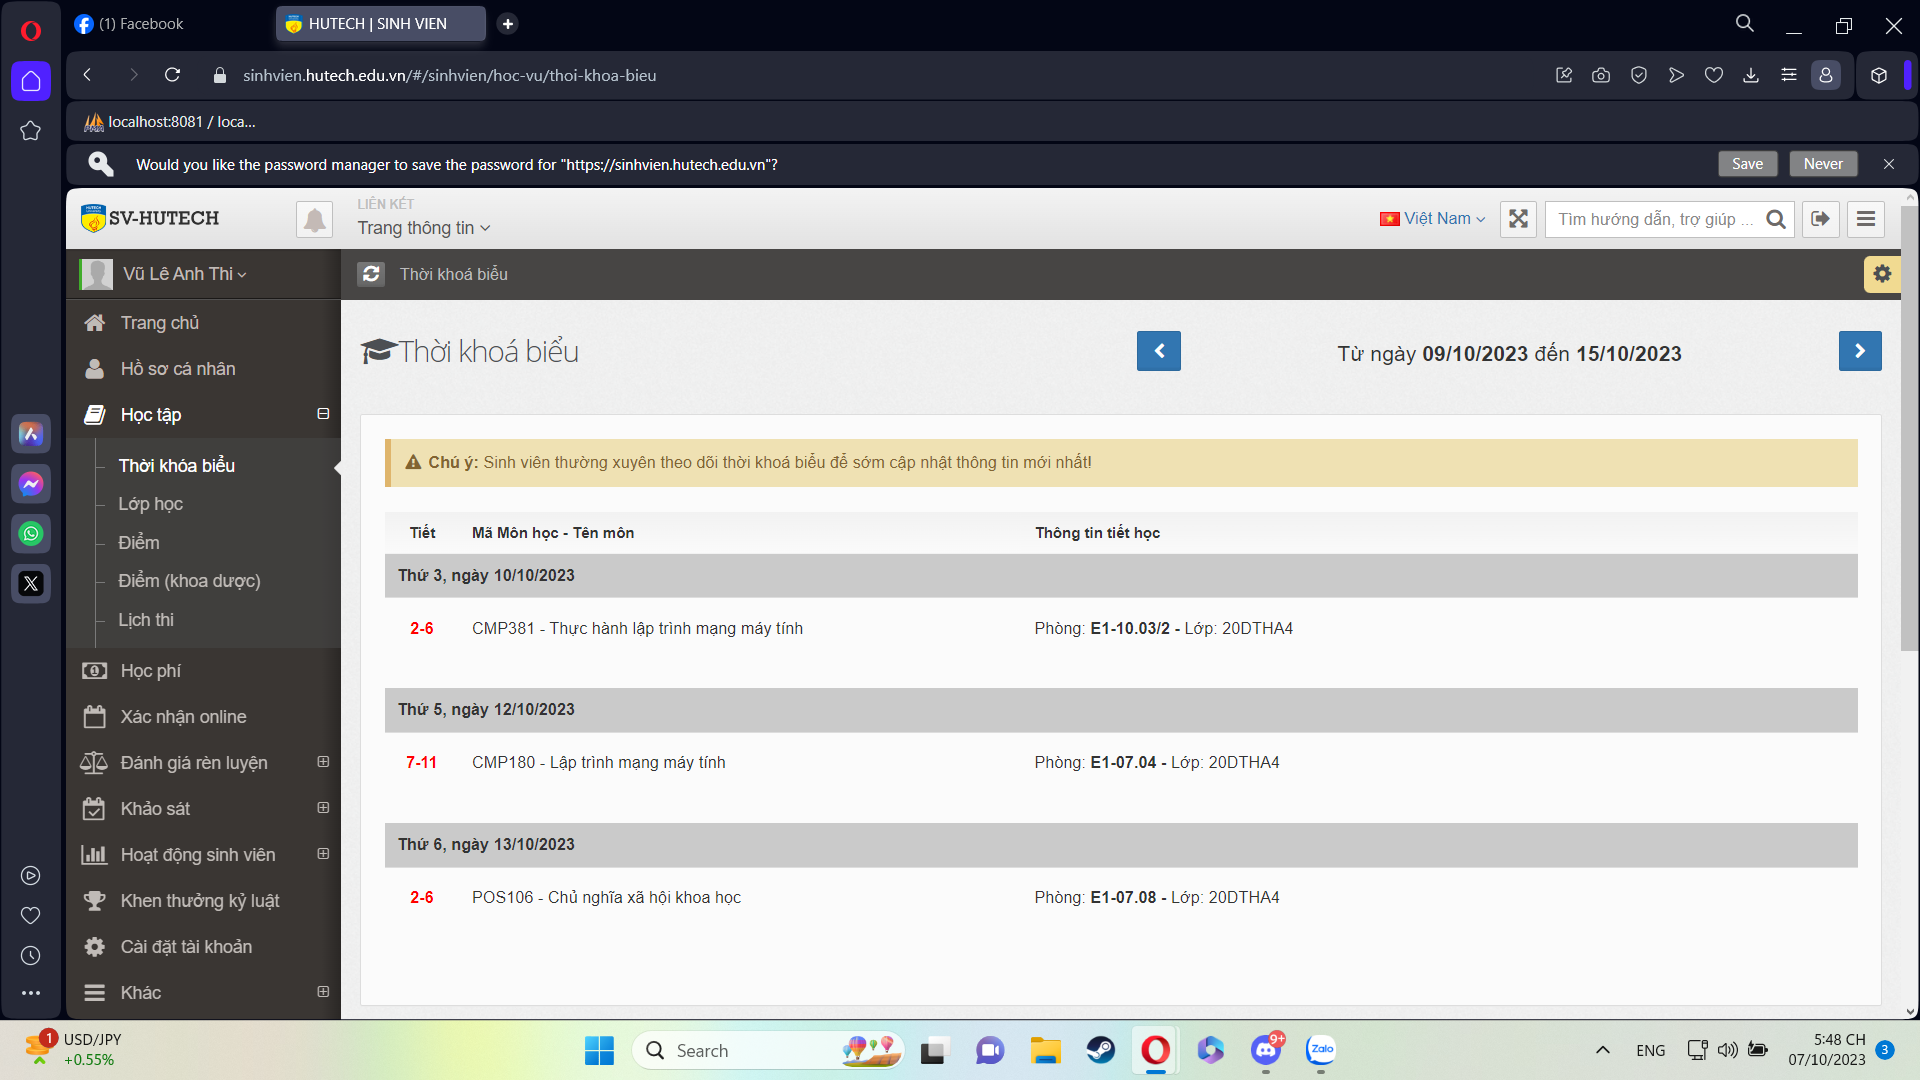 (1) Facebook
HUTECH | SINH VIEN
sinhvien.hutech.edu.vn/#/sinhvien/hoc-vu/thoi-khoa-bieu
localhost:8081 / loca...
Would you like the password manager to save the password for "https://sinhvien.hutech.edu.vn"?
Save
Never
SV-HUTECH
LIÊN KẾT
Trang thông tin
Việt Nam
Tìm hướng dẫn, trợ giúp ...
Vũ Lê Anh Thi
Thời khoá biểu
Trang chủ
Hồ sơ cá nhân
Học tập
Thời khóa biểu
Lớp học
Điểm
Điểm (khoa dược)
Lịch thi
Học phí
Xác nhận online
Đánh giá rèn luyện
Khảo sát
Hoạt động sinh viên
Khen thưởng kỷ luật
Cài đặt tài khoản
Khác
Thời khoá biểu
Từ ngày 09/10/2023 đến 15/10/2023
Chú ý: Sinh viên thường xuyên theo dõi thời khoá biểu để sớm cập nhật thông tin mới nhất!
Tiết Mã Môn học - Tên môn Thông tin tiết học
Thứ 3, ngày 10/10/2023
2-6 CMP381 - Thực hành lập trình mạng máy tính Phòng: E1-10.03/2 - Lớp: 20DTHA4
Thứ 5, ngày 12/10/2023
7-11 CMP180 - Lập trình mạng máy tính Phòng: E1-07.04 - Lớp: 20DTHA4
Thứ 6, ngày 13/10/2023
2-6 POS106 - Chủ nghĩa xã hội khoa học Phòng: E1-07.08 - Lớp: 20DTHA4
1
USD/JPY
+0.55%
Search
9+
Zalo
ENG
5:48 CH
07/10/2023
3